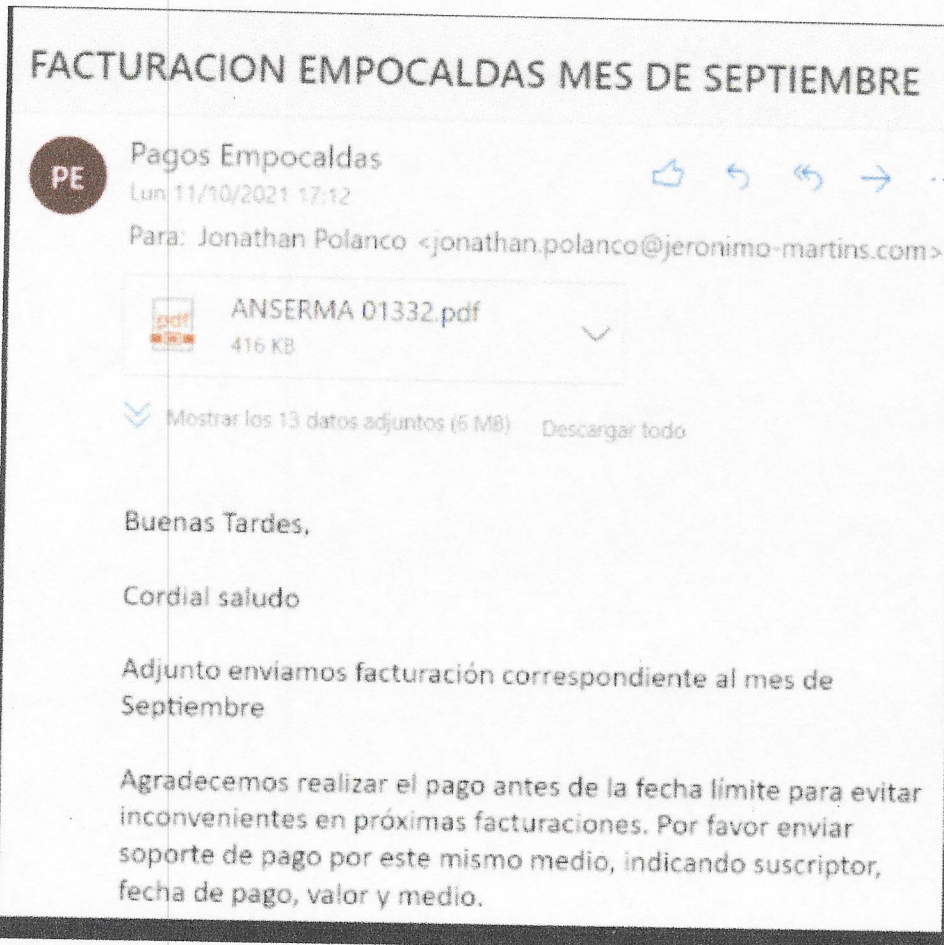 FACTURACION EMPOCALDAS MES DE SEPTIEMBRE
PE
Pagos Empocaldas
Lun 11/10/2021 17:12
Para: Jonathan Polanco <jonathan.polanco@jeronimo-martins.com>
pdf
ANSERMA 01332.pdf
416 KB
Mostrar los 13 datos adjuntos (6 MB) Descargar todo
Buenas Tardes,
Cordial saludo
Adjunto enviamos facturación correspondiente al mes de
Septiembre
Agradecemos realizar el pago antes de la fecha límite para evitar
inconvenientes en próximas facturaciones. Por favor enviar
soporte de pago por este mismo medio, indicando suscriptor,
fecha de pago, valor y medio.